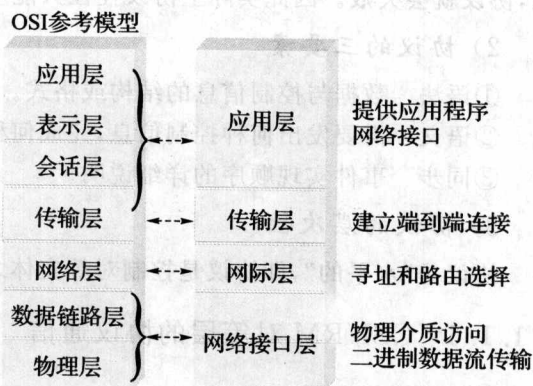 OSI参考模型
应用层
表示层
会话层
传输层
网络层
数据链路层
物理层
应用层
传输层
网际层
网络接口层
提供应用程序
网络接口
建立端到端连接
寻址和路由选择
物理介质访问
二进制数据流传输